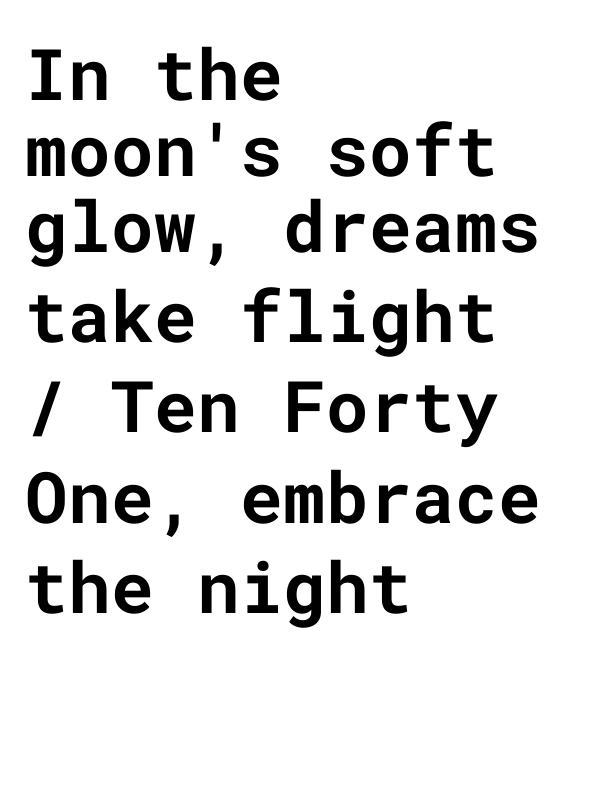 In the
moon's soft
glow, dreams
take flight
/ Ten Forty
One, embrace
the night